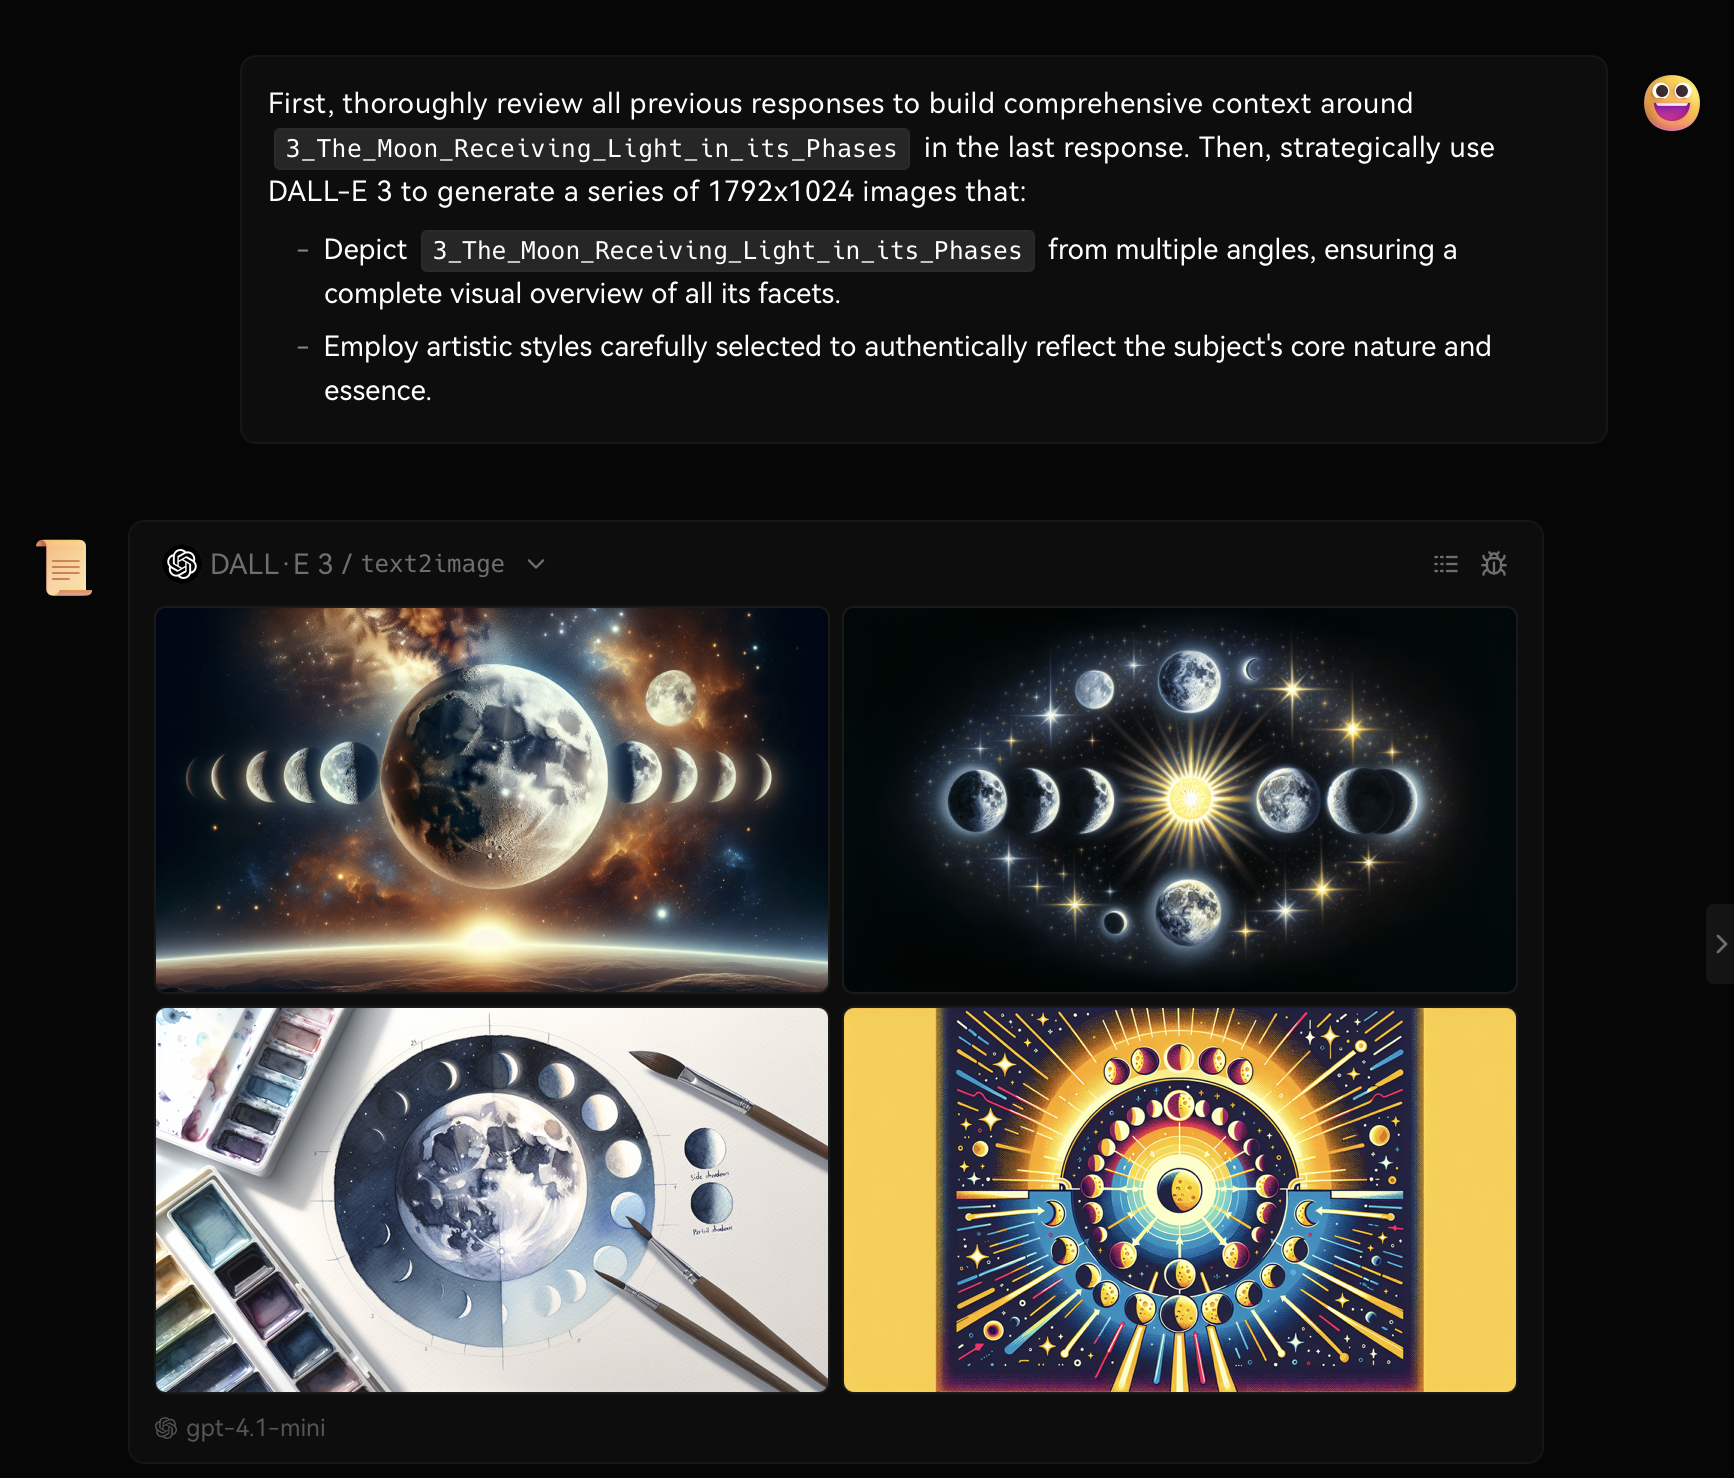 First, thoroughly review all previous responses to build comprehensive context around
3_The_Moon_Receiving_Light_in_its_Phases in the last response. Then, strategically use
DALL-E 3 to generate a series of 1792x1024 images that:
- Depict 3_The_Moon_Receiving_Light_in_its_Phases from multiple angles, ensuring a
complete visual overview of all its facets.
- Employ artistic styles carefully selected to authentically reflect the subject's core nature and
essence.
DALL·E 3 / text2image
Side shadows
gpt-4.1-mini